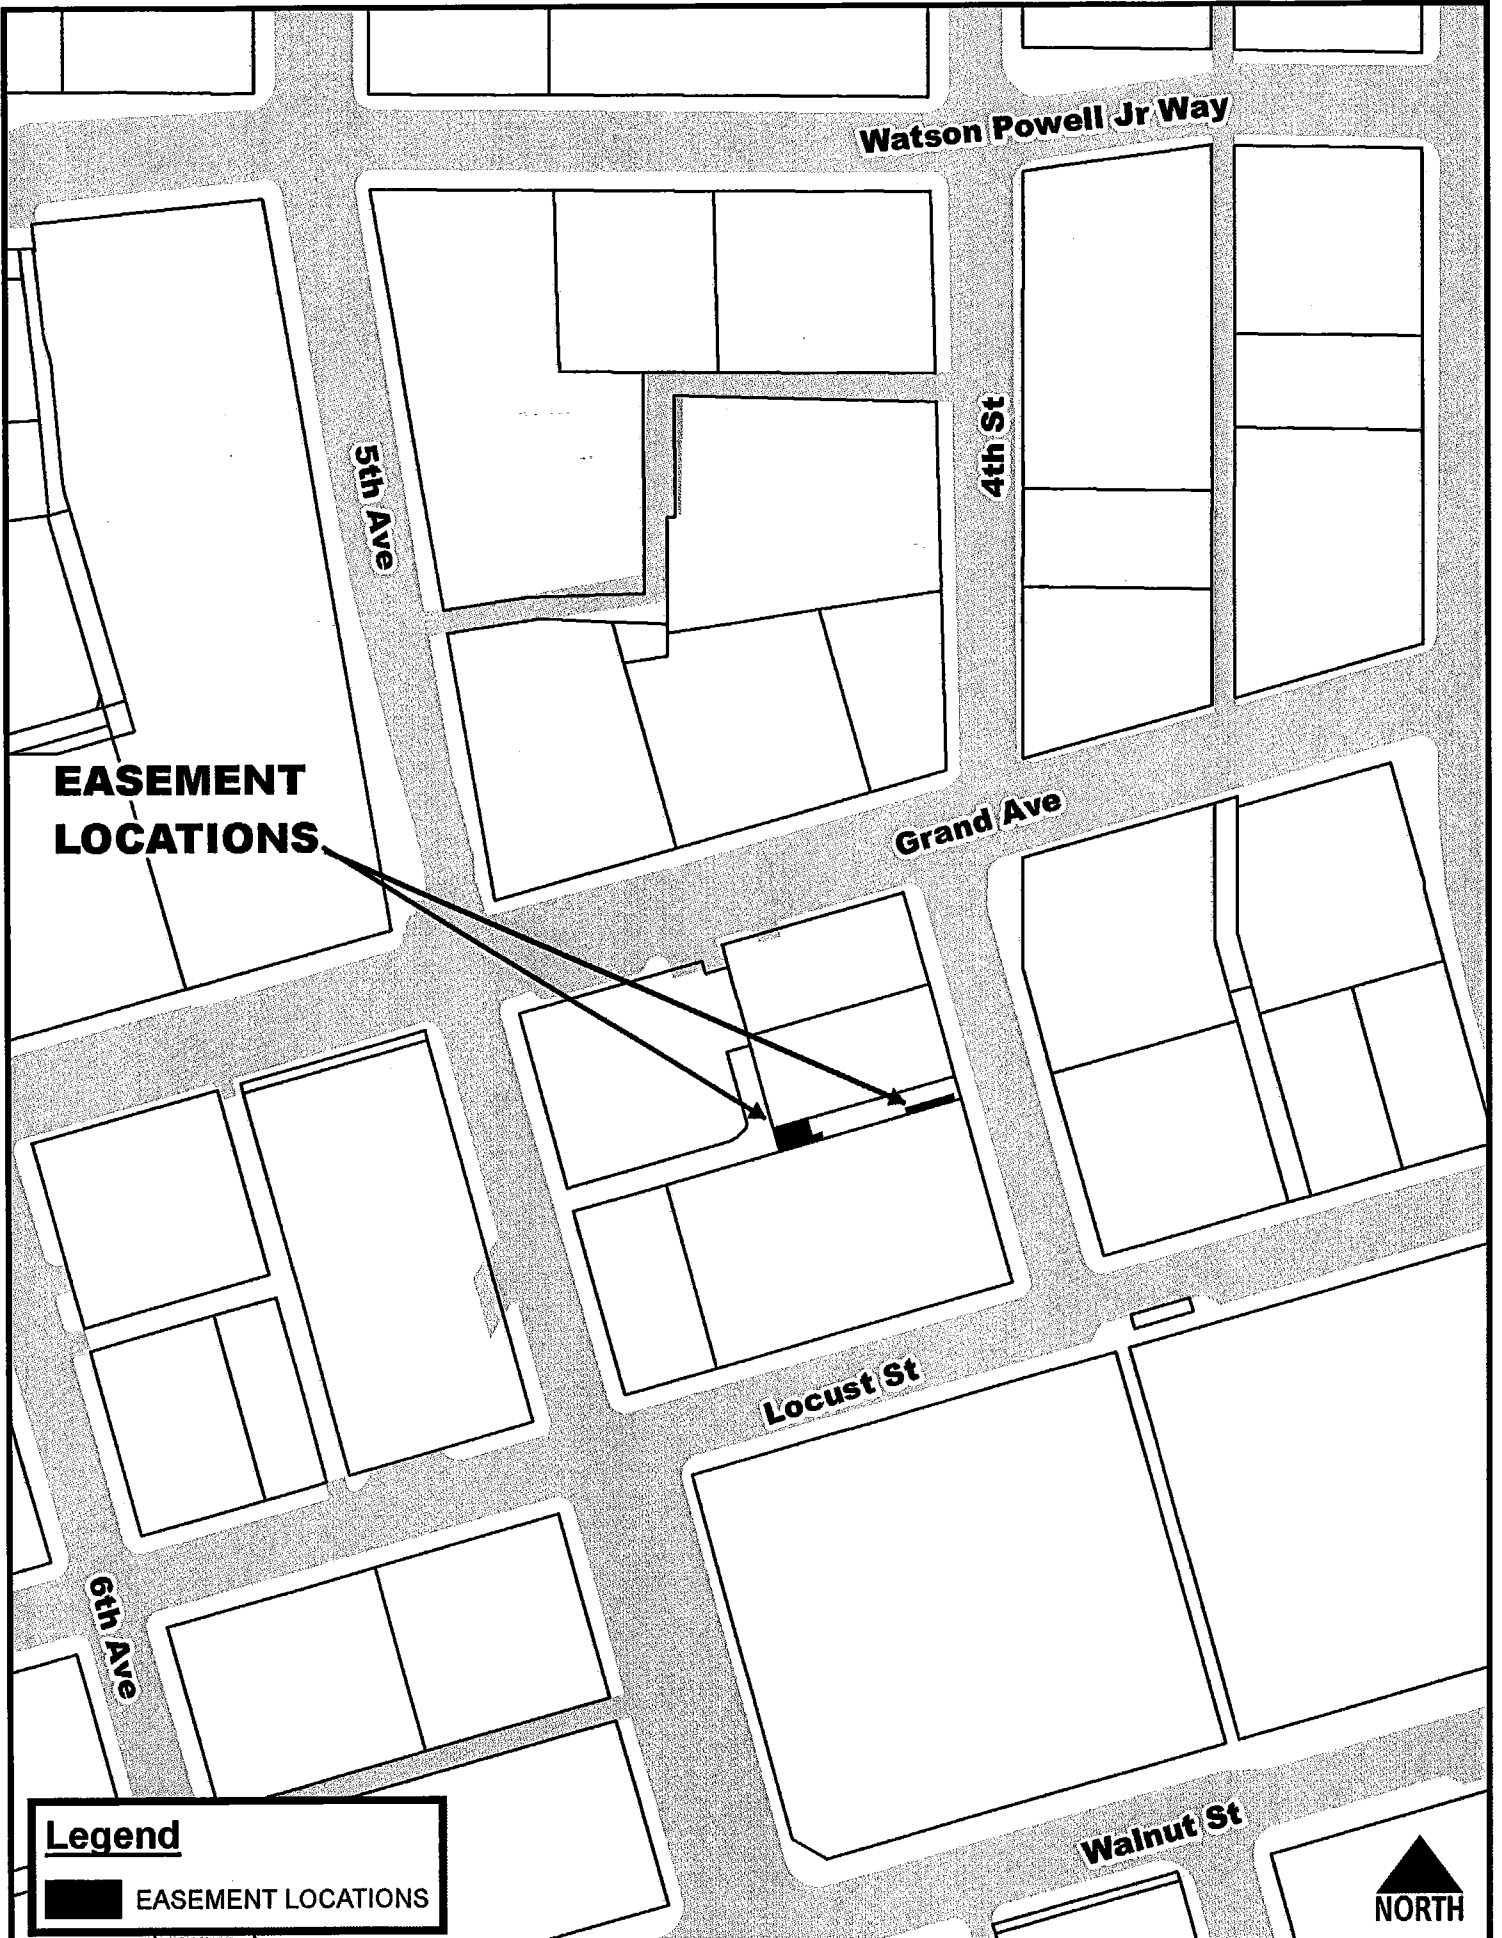 Watson Powell Jr Way
5th Ave
4th St
EASEMENT
LOCATIONS
Grand Ave
Locust St
6th Ave
Walnut St
Legend
EASEMENT LOCATIONS
NORTH